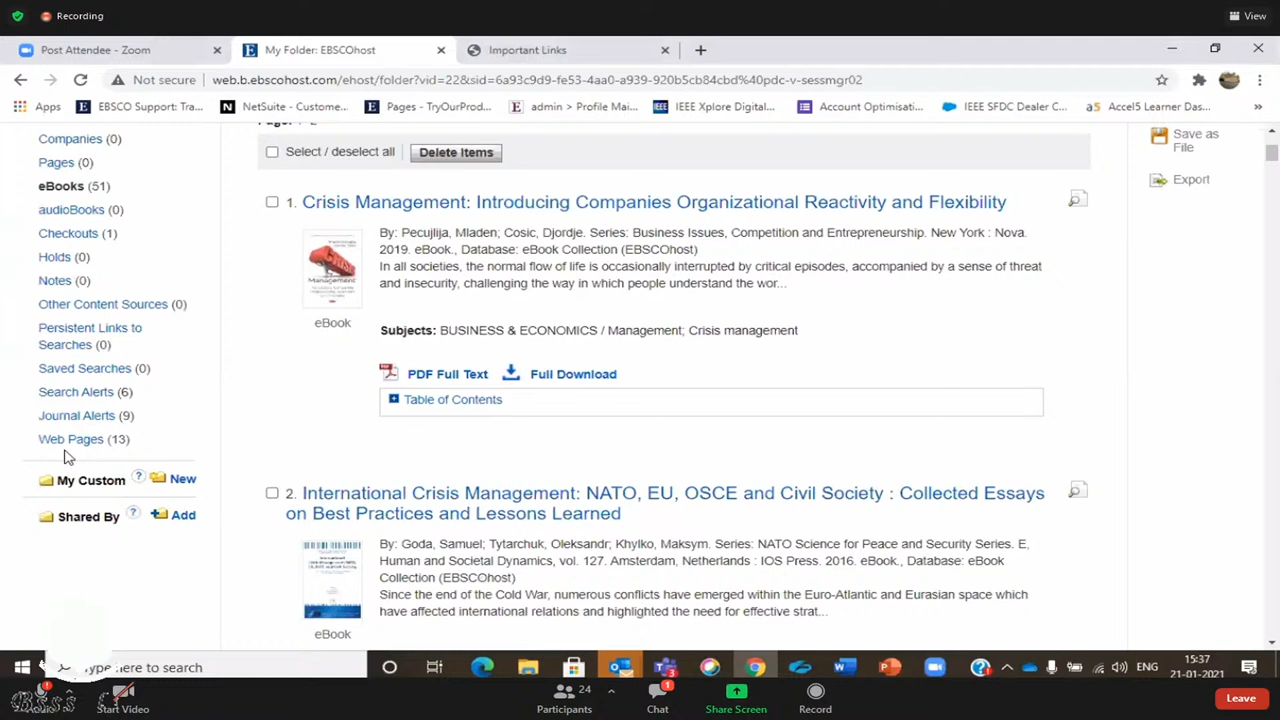 Recording
View
Post Attendee - Zoom
My Folder: EBSCOhost
Important Links
Not secure
web.b.ebscohost.com/ehost/folder?vid=22&sid=6a93c9d9-fe53-4aa0-a939-920b5cb84cbd%40pdc-v-sessmgr02
Apps
EBSCO Support: Tra...
NetSuite - Custome...
Pages - TryOurProd...
admin > Profile Mai...
IEEE Xplore Digital...
Account Optimisati...
IEEE SFDC Dealer C...
Accel5 Learner Das...
Companies (0)
Pages (0)
eBooks (51)
audioBooks (0)
Checkouts (1)
Holds (0)
Notes (0)
Other Content Sources (0)
Persistent Links to
Searches (0)
Saved Searches (0)
Search Alerts (6)
Journal Alerts (9)
Web Pages (13)
My Custom ? New
Shared By ? Add
Select / deselect all
Delete Items
1. Crisis Management: Introducing Companies Organizational Reactivity and Flexibility
By: Pecujlija, Mladen; Cosic, Djordje. Series: Business Issues, Competition and Entrepreneurship. New York : Nova.
2019. eBook., Database: eBook Collection (EBSCOhost)
In all societies, the normal flow of life is occasionally interrupted by critical episodes, accompanied by a sense of threat
and insecurity, challenging the way in which people understand the wor...
eBook
Subjects: BUSINESS & ECONOMICS / Management; Crisis management
PDF Full Text
Full Download
Table of Contents
2. International Crisis Management: NATO, EU, OSCE and Civil Society : Collected Essays
on Best Practices and Lessons Learned
By: Goda, Samuel; Tytarchuk, Oleksandr; Khylko, Maksym. Series: NATO Science for Peace and Security Series. E,
Human and Societal Dynamics, vol. 127. Amsterdam, Netherlands : IOS Press. 2016. eBook., Database: eBook
Collection (EBSCOhost)
Since the end of the Cold War, numerous conflicts have emerged within the Euro-Atlantic and Eurasian space which
have affected international relations and highlighted the need for effective strat...
eBook
Save as
File
Export
Type here to search
ENG
15:37
21-01-2021
Start Video
Participants
24
Chat
1
Share Screen
Record
Leave